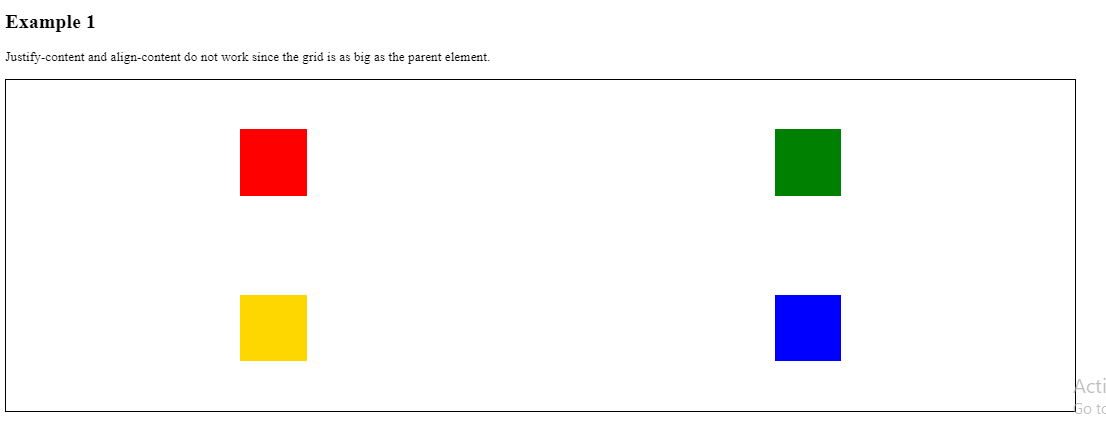 Example 1
Justify-content and align-content do not work since the grid is as big as the parent element.
Acti
Go to